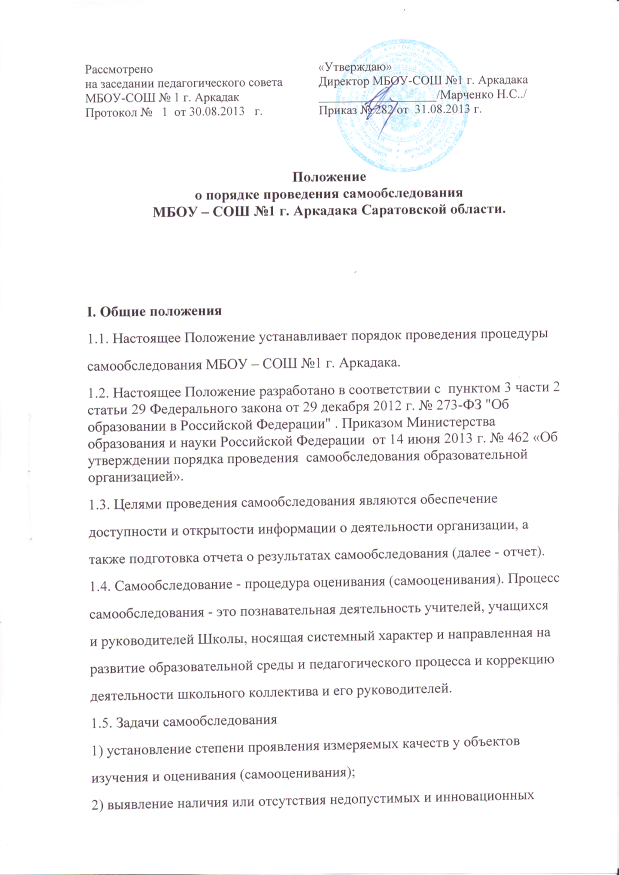 Рассмотрено
на заседании педагогического совета
МБОУ-СОШ № 1 г. Аркадак
Протокол № 1 от 30.08.2013 г.
«Утверждаю»
Директор МБОУ-СОШ №1 г. Аркадака
____________________/Марченко Н.С../
Приказ № 282 от 31.08.2013 г.
Положение
о порядке проведения самообследования
МБОУ – СОШ №1 г. Аркадака Саратовской области.
I. Общие положения
1.1. Настоящее Положение устанавливает порядок проведения процедуры
самообследования МБОУ – СОШ №1 г. Аркадака.
1.2. Настоящее Положение разработано в соответствии с пунктом 3 части 2
статьи 29 Федерального закона от 29 декабря 2012 г. № 273-ФЗ "Об
образовании в Российской Федерации" . Приказом Министерства
образования и науки Российской Федерации от 14 июня 2013 г. № 462 «Об
утверждении порядка проведения самообследования образовательной
организацией».
1.3. Целями проведения самообследования являются обеспечение
доступности и открытости информации о деятельности организации, а
также подготовка отчета о результатах самообследования (далее - отчет).
1.4. Самообследование - процедура оценивания (самооценивания). Процесс
самообследования - это познавательная деятельность учителей, учащихся
и руководителей Школы, носящая системный характер и направленная на
развитие образовательной среды и педагогического процесса и коррекцию
деятельности школьного коллектива и его руководителей.
1.5. Задачи самообследования
1) установление степени проявления измеряемых качеств у объектов
изучения и оценивания (самооценивания);
2) выявление наличия или отсутствия недопустимых и инновационных